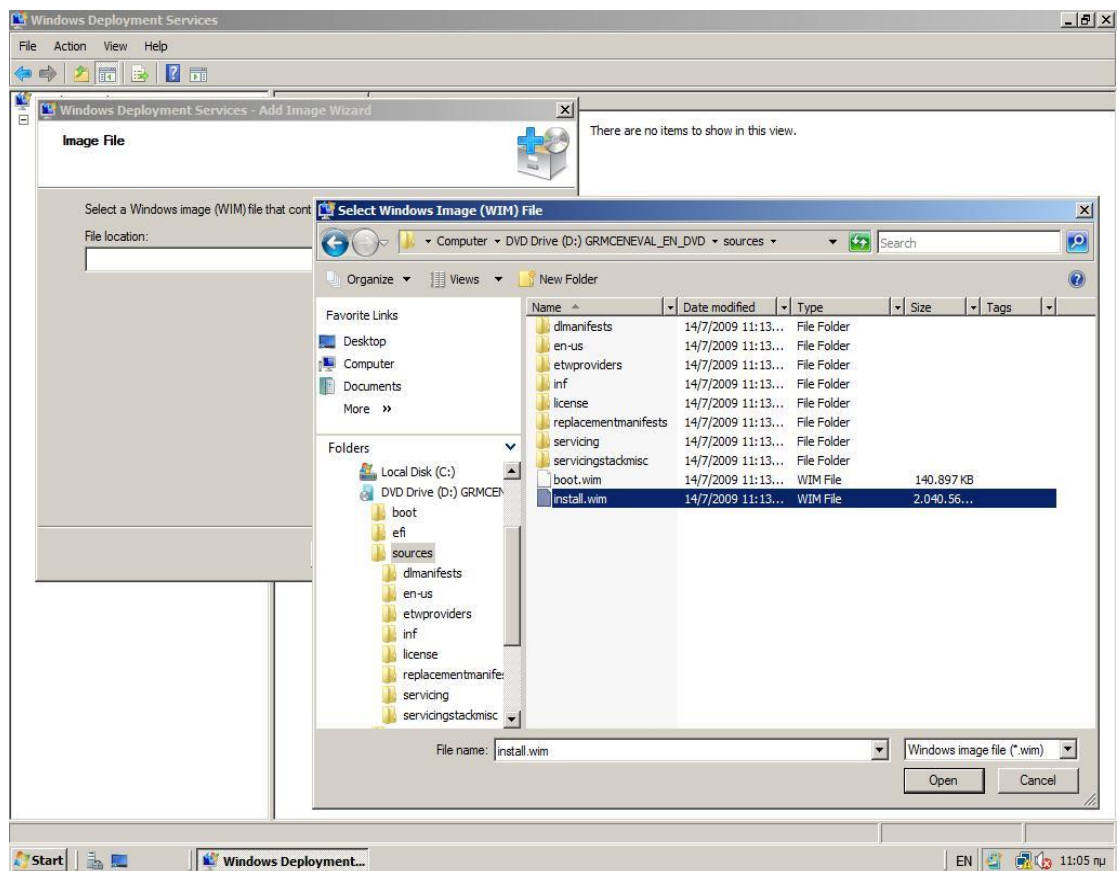 Windows Deployment Services
File Action View Help
Windows Deployment Services - Add Image Wizard
Image File
There are no items to show in this view.
Select a Windows image (WIM) file that cont
File location:
Select Windows Image (WIM) File
Computer DVD Drive (D:) GRMCENEVAL_EN_DVD sources
Search
Organize Views New Folder
Favorite Links
Desktop
Computer
Documents
More »
Folders
Local Disk (C:)
DVD Drive (D:) GRMCEN
boot
efi
sources
dlmanifests
en-us
etwproviders
inf
license
replacementmanifes
servicing
servicingstackmisc
Name Date modified Type Size Tags
dlmanifests 14/7/2009 11:13... File Folder
en-us 14/7/2009 11:13... File Folder
etwproviders 14/7/2009 11:13... File Folder
inf 14/7/2009 11:13... File Folder
license 14/7/2009 11:13... File Folder
replacementmanifests 14/7/2009 11:13... File Folder
servicing 14/7/2009 11:13... File Folder
servicingstackmisc 14/7/2009 11:13... File Folder
boot.wim 14/7/2009 11:13... WIM File 140.897 KB
install.wim 14/7/2009 11:13... WIM File 2.040.56...
File name: install.wim
Windows image file (*.wim)
Open Cancel
Start
Windows Deployment...
EN 11:05 πμ